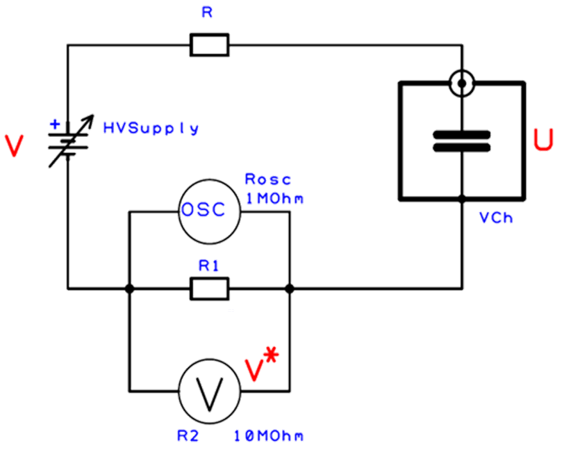 R
+
HVSupply
V
U
OSC
Rosc
1MOhm
VCh
R1
V*
V
R2 10MOhm